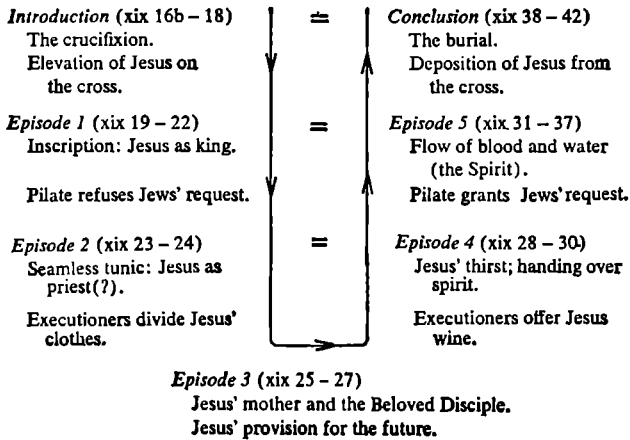 Introduction (xix 16b – 18)
The crucifixion.
Elevation of Jesus on
the cross.
Episode 1 (xix 19 – 22)
Inscription: Jesus as king.
Pilate refuses Jews' request.
Episode 2 (xix 23 – 24)
Seamless tunic: Jesus as
priest(?).
Executioners divide Jesus'
clothes.
=
=
=
Conclusion (xix 38 – 42)
The burial.
Deposition of Jesus from
the cross.
Episode 5 (xix 31 – 37)
Flow of blood and water
(the Spirit).
Pilate grants Jews' request.
Episode 4 (xix 28 – 30)
Jesus' thirst; handing over
spirit.
Executioners offer Jesus
wine.
Episode 3 (xix 25 – 27)
Jesus' mother and the Beloved Disciple.
Jesus' provision for the future.